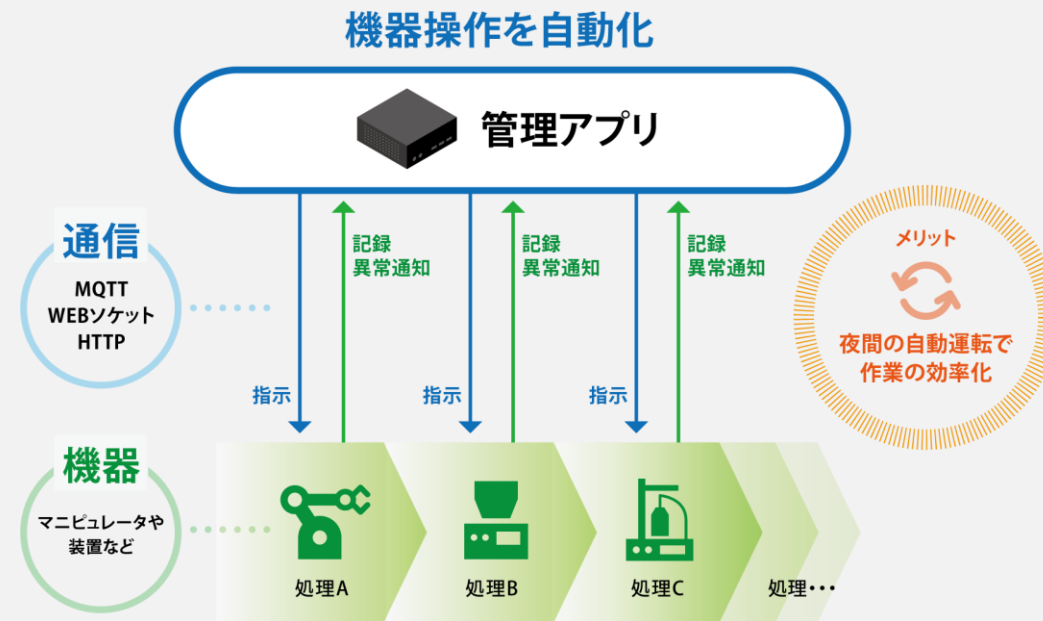 機器操作を自動化
管理アプリ
通信
MQTT
WEBソケット
HTTP
記録
異常通知
記録
異常通知
記録
異常通知
メリット
夜間の自動運転で
作業の効率化
指示
指示
指示
機器
マニピュレータや
装置など
処理A
処理B
処理C
処理・・・